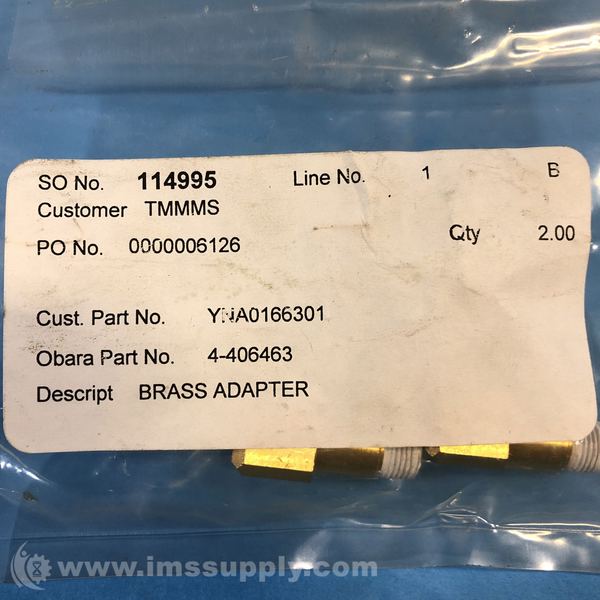 SO No. 114995 Line No. 1 B
Customer TMMMS
PO No. 0000006126 Qty 2.00
Cust. Part No. YNA0166301
Obara Part No. 4-406463
Descript BRASS ADAPTER
www.imssupply.com